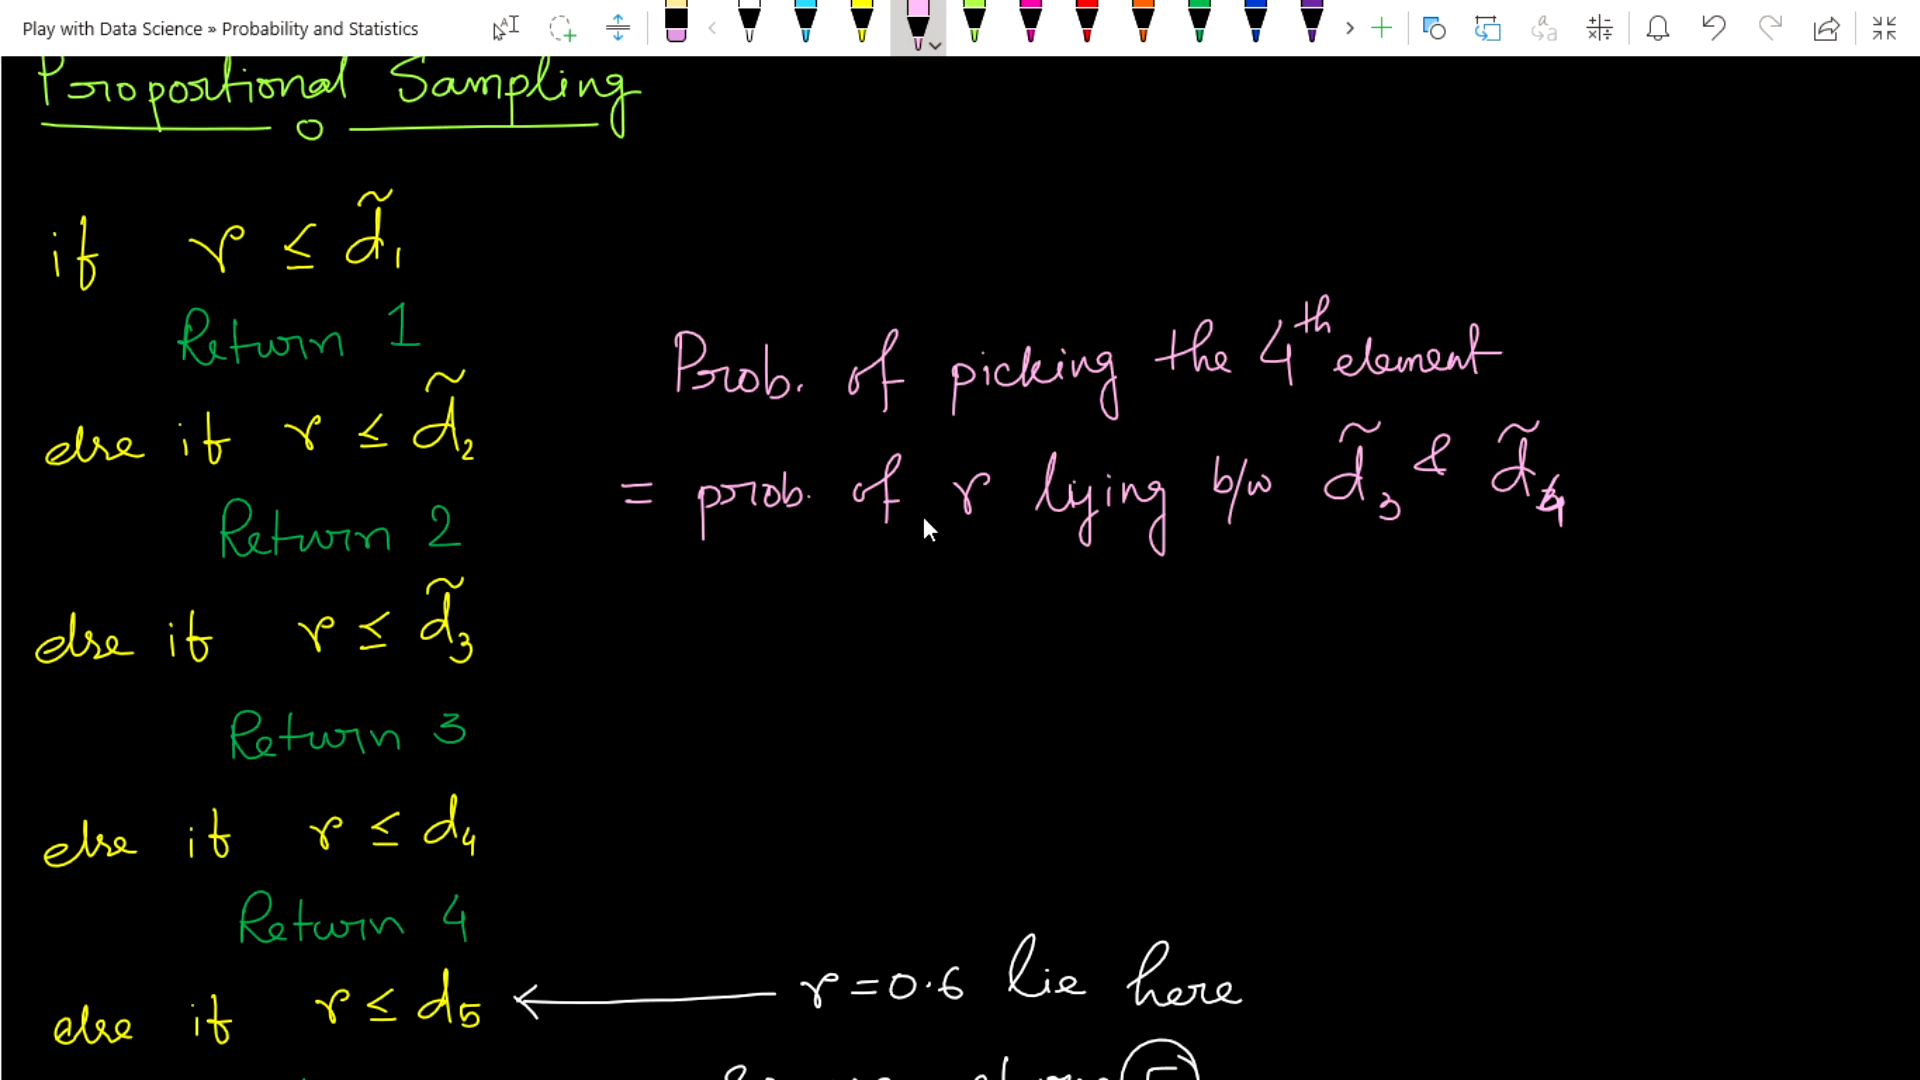 Play with Data Science » Probability and Statistics
Proportional Sampling
if r ≤ d̃₁
Return 1
else if r ≤ d̃₂
Return 2
else if r ≤ d̃₃
Return 3
else if r ≤ d₄
Return 4
else if r ≤ d₅
Prob. of picking the 4th element
= prob. of r lying b/w d̃₃ & d̃₄
r = 0.6 lie here